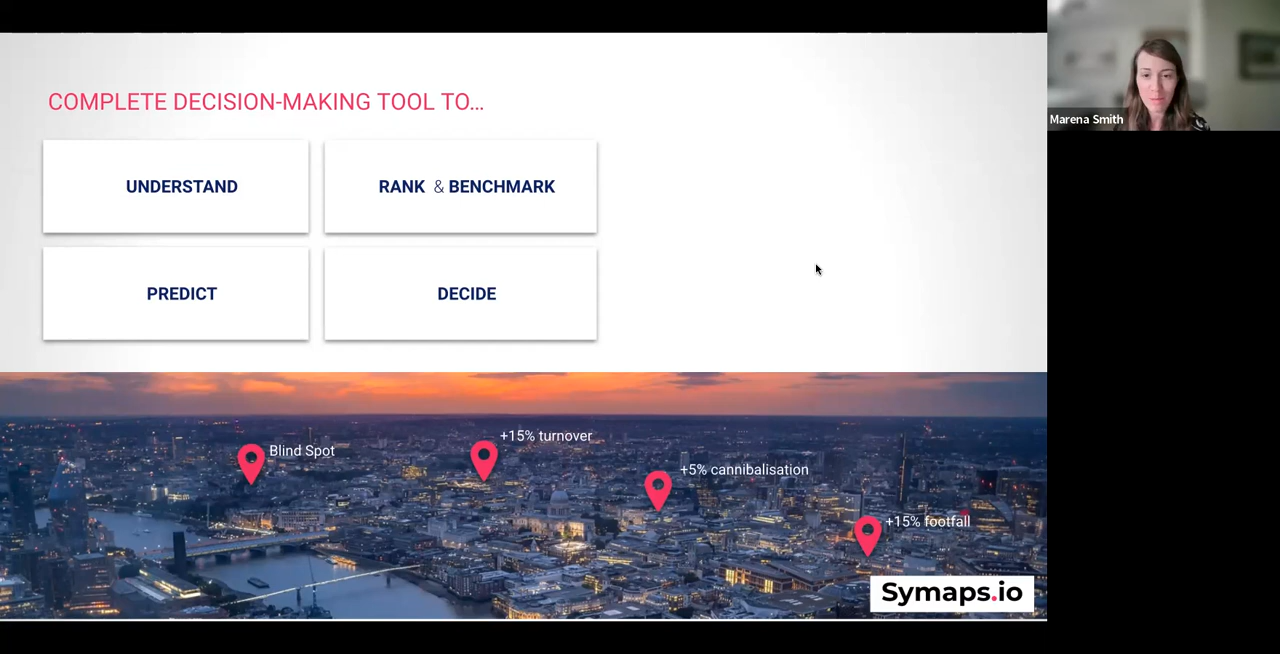 COMPLETE DECISION-MAKING TOOL TO...
Marena Smith
UNDERSTAND
RANK & BENCHMARK
PREDICT
DECIDE
+15% turnover
Blind Spot
+5% cannibalisation
+15% footfall
Symaps.io